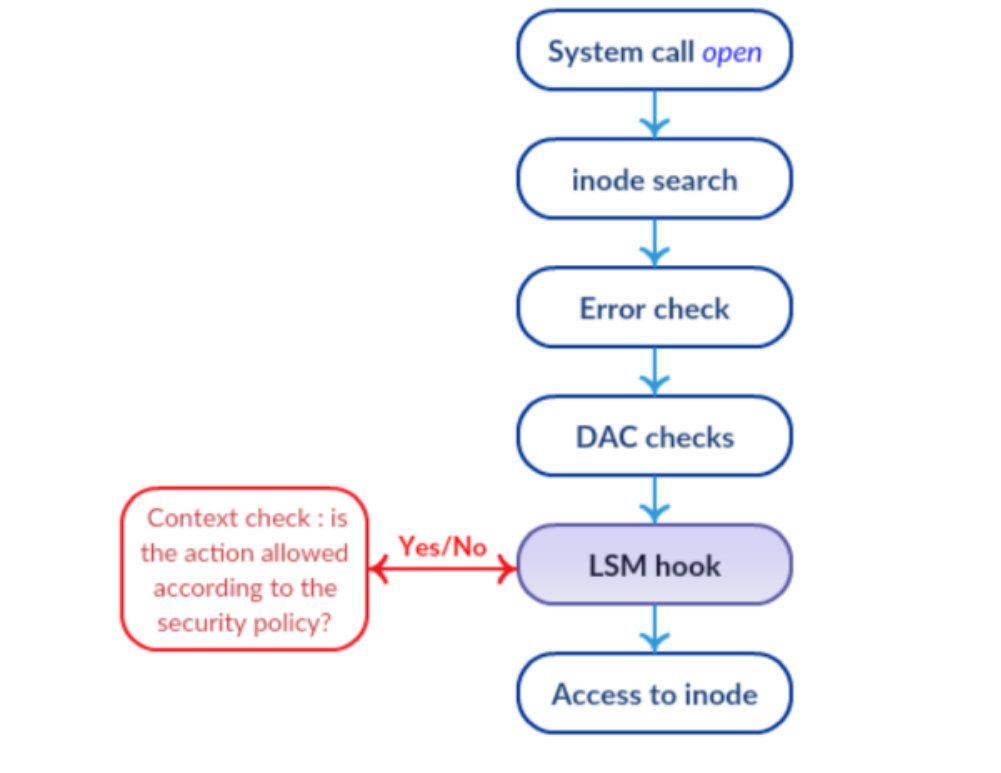 System call open
inode search
Error check
DAC checks
Context check : is
the action allowed
according to the
security policy?
Yes/No
LSM hook
Access to inode